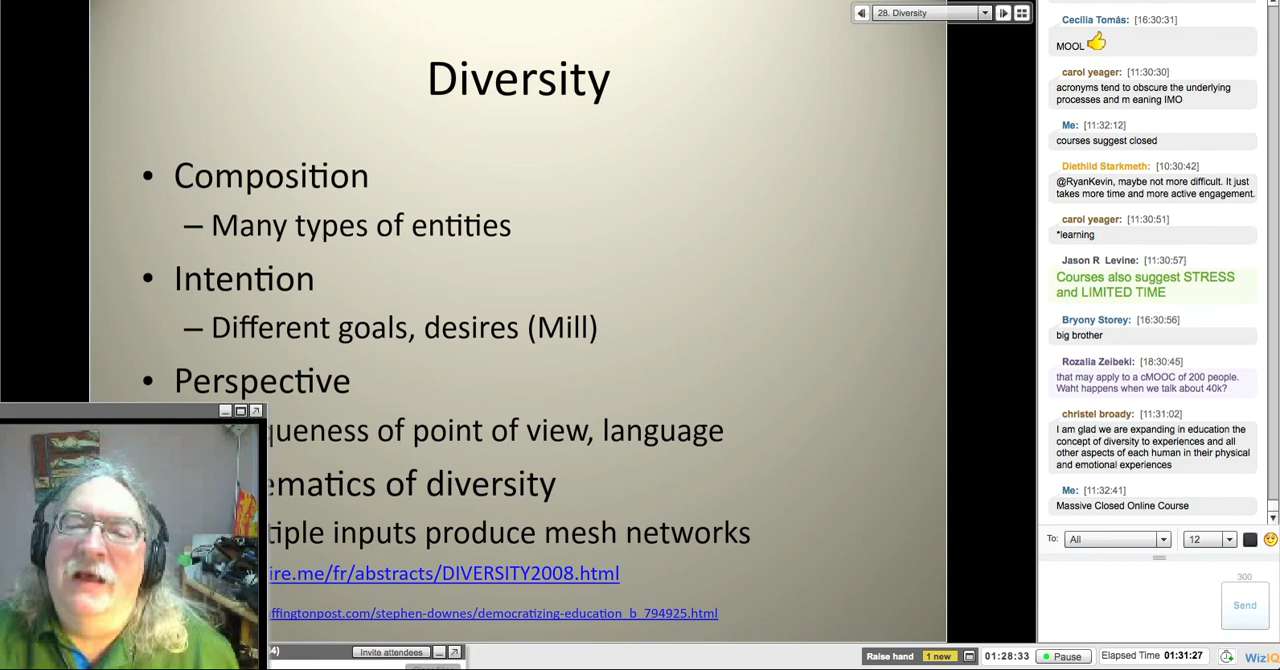 28. Diversity
Diversity
• Composition
– Many types of entities
• Intention
– Different goals, desires (Mill)
• Perspective
queness of point of view, language
ematics of diversity
tiple inputs produce mesh networks
ire.me/fr/abstracts/DIVERSITY2008.html
uffingtonpost.com/stephen-downes/democratizing-education_b_794925.html
4)
Invite attendees
Raise hand
1 new
01:28:33
Pause
Elapsed Time 01:31:27
WizIQ
Cecília Tomás: [16:30:31]
MOOL
carol yeager: [11:30:30]
acronyms tend to obscure the underlying
processes and m eaning IMO
Me: [11:32:12]
courses suggest closed
Diethild Starkmeth: [10:30:42]
@RyanKevin, maybe not more difficult. It just
takes more time and more active engagement.
carol yeager: [11:30:51]
*learning
Jason R Levine: [11:30:57]
Courses also suggest STRESS
and LIMITED TIME
Bryony Storey: [16:30:56]
big brother
Rozalia Zeibeki: [18:30:45]
that may apply to a cMOOC of 200 people.
Waht happens when we talk about 40k?
christel broady: [11:31:02]
I am glad we are expanding in education the
concept of diversity to experiences and all
other aspects of each human in their physical
and emotional experiences
Me: [11:32:41]
Massive Closed Online Course
To: All 12
300
Send